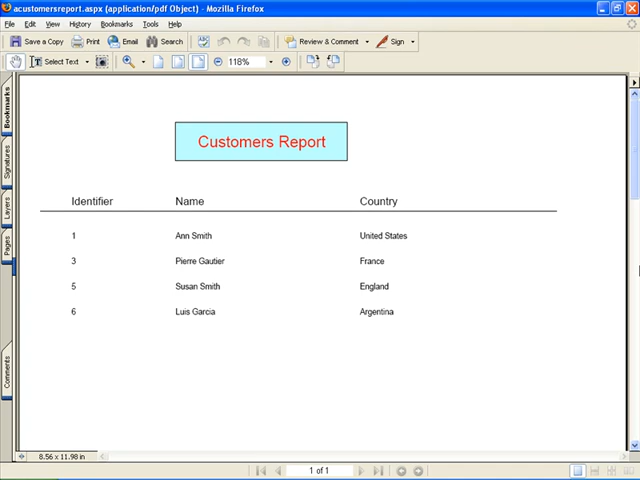 acustomersreport.aspx (application/pdf Object) - Mozilla Firefox
File Edit View History Bookmarks Tools Help
Save a Copy Print Email Search Review & Comment Sign
Select Text 118%
Bookmarks
Signatures
Layers
Pages
Comments
Customers Report
Identifier Name Country
1 Ann Smith United States
3 Pierre Gautier France
5 Susan Smith England
6 Luis Garcia Argentina
8.56 x 11.98 in
1 of 1